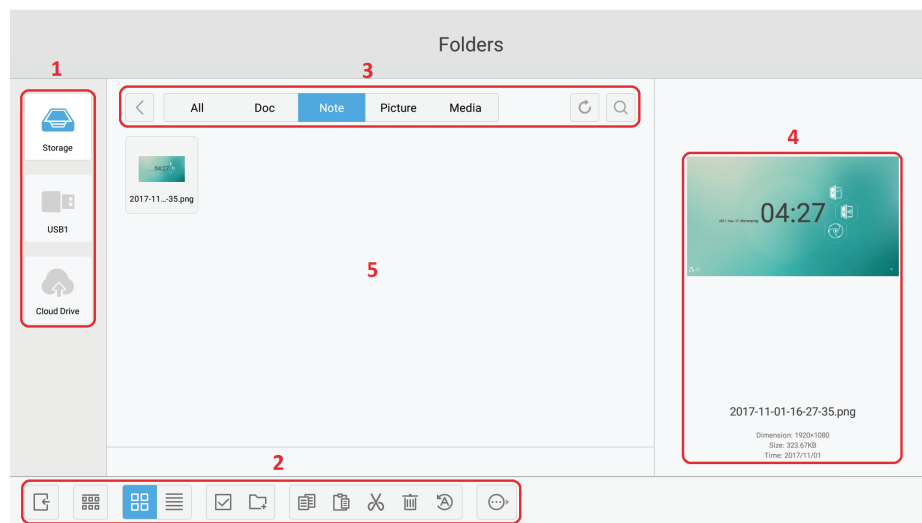 Folders
1
3
All Doc Note Picture Media
Storage
2017-11...-35.png
USB1
Cloud Drive
5
4
04:27
2017-11-01-16-27-35.png
Dimension: 1920×1080
Size: 323.67KB
Time: 2017/11/01
2